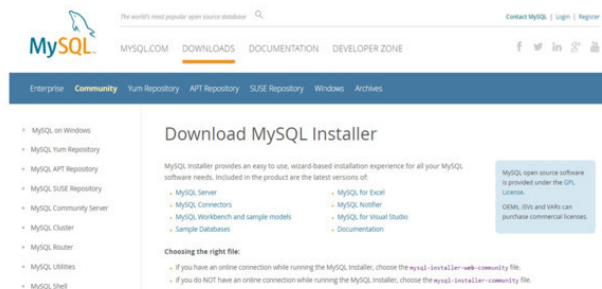 The world's most popular open source database
Contact MySQL | Login | Register
MySQL
MYSQL.COM DOWNLOADS DOCUMENTATION DEVELOPER ZONE
Enterprise Community Yum Repository APT Repository SUSE Repository Windows Archives
MySQL on Windows
MySQL Yum Repository
MySQL APT Repository
MySQL SUSE Repository
MySQL Community Server
MySQL Cluster
MySQL Router
MySQL Utilities
MySQL Shell
Download MySQL Installer
MySQL Installer provides an easy to use, wizard-based installation experience for all your MySQL
software needs. Included in the product are the latest versions of:
MySQL Server
MySQL Connectors
MySQL Workbench and sample models
Sample Databases
MySQL for Excel
MySQL Notifier
MySQL for Visual Studio
Documentation
Choosing the right file:
If you have an online connection while running the MySQL Installer, choose the mysql-installer-web-community file.
If you do NOT have an online connection while running the MySQL Installer, choose the mysql-installer-community file.
MySQL open source software
is provided under the GPL
License.
OEMs, ISVs and VARs can
purchase commercial licenses.